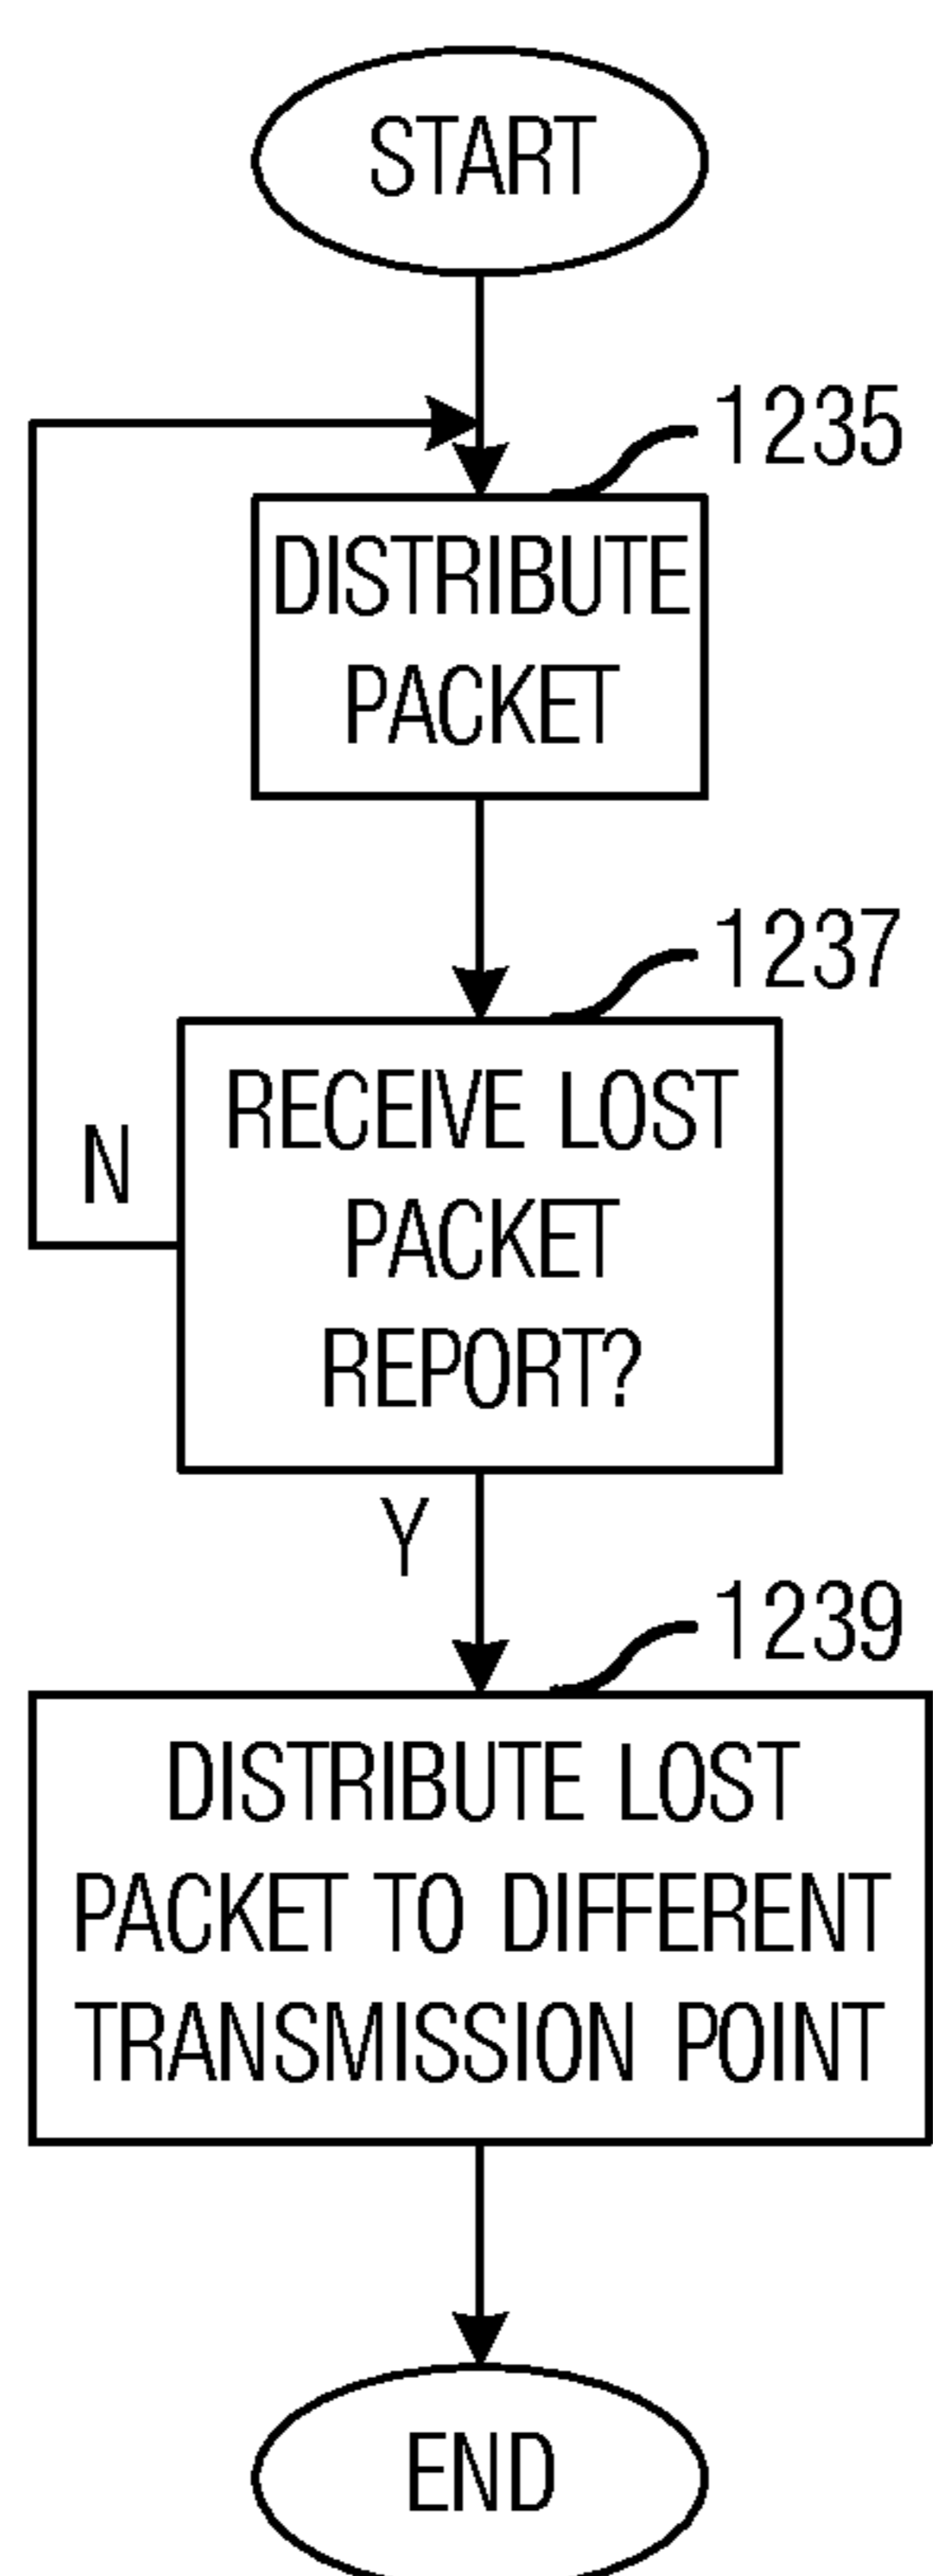 START
1235
DISTRIBUTE
PACKET
1237
RECEIVE LOST
PACKET
REPORT?
N
Y
1239
DISTRIBUTE LOST
PACKET TO DIFFERENT
TRANSMISSION POINT
END